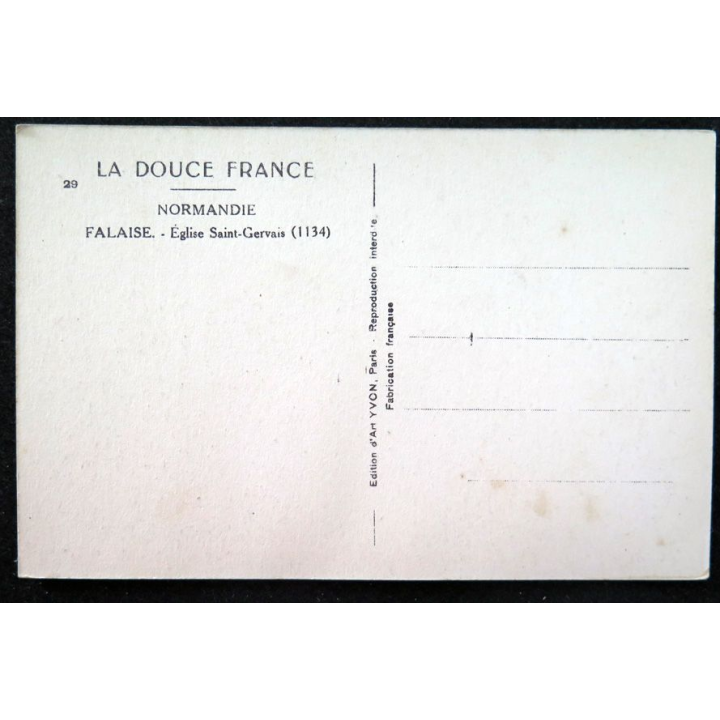 LA DOUCE FRANCE
29
NORMANDIE
FALAISE. - Église Saint-Gervais (1134)
Edition d'Art YVON, Paris - Reproduction interdite
Fabrication française